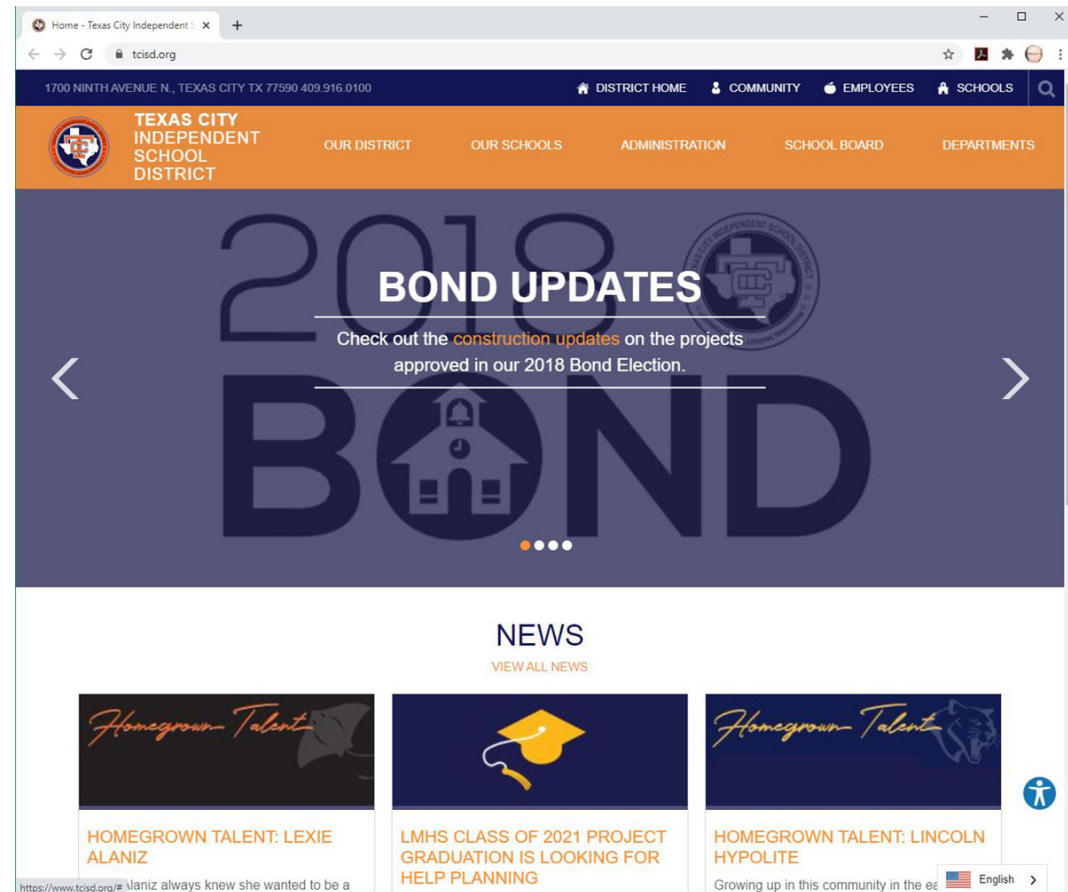 Home - Texas City Independent S
tcisd.org
1700 NINTH AVENUE N., TEXAS CITY TX 77590 409.916.0100
DISTRICT HOME
COMMUNITY
EMPLOYEES
SCHOOLS
TEXAS CITY
INDEPENDENT
SCHOOL
DISTRICT
OUR DISTRICT
OUR SCHOOLS
ADMINISTRATION
SCHOOL BOARD
DEPARTMENTS
2018
BOND
BOND UPDATES
Check out the construction updates on the projects
approved in our 2018 Bond Election.
NEWS
VIEW ALL NEWS
Homegrown Talent
Homegrown Talent
HOMEGROWN TALENT: LEXIE
ALANIZ
Alaniz always knew she wanted to be a
LMHS CLASS OF 2021 PROJECT
GRADUATION IS LOOKING FOR
HELP PLANNING
HOMEGROWN TALENT: LINCOLN
HYPOLITE
Growing up in this community in the
English
https://www.tcisd.org/#